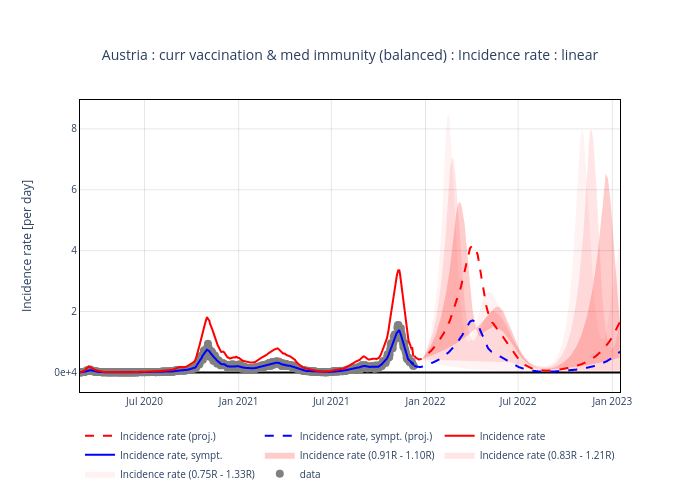 Austria : curr vaccination & med immunity (balanced) : Incidence rate : linear
Incidence rate [per day]
8
6
4
2
0e+4
Jul 2020 Jan 2021 Jul 2021 Jan 2022 Jul 2022 Jan 2023
Incidence rate (proj.) Incidence rate, sympt. (proj.) Incidence rate
Incidence rate, sympt. Incidence rate (0.91R - 1.10R) Incidence rate (0.83R - 1.21R)
Incidence rate (0.75R - 1.33R) data